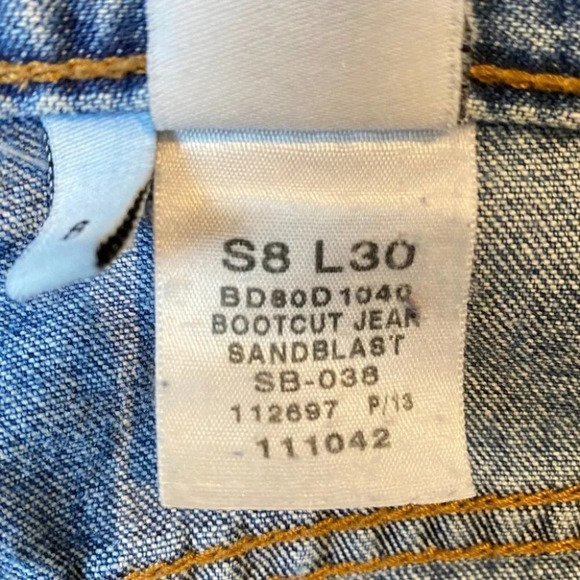 S8 L30
BD80D1040
BOOTCUT JEAN
SANDBLAST
SB-038
112697 P/13
111042